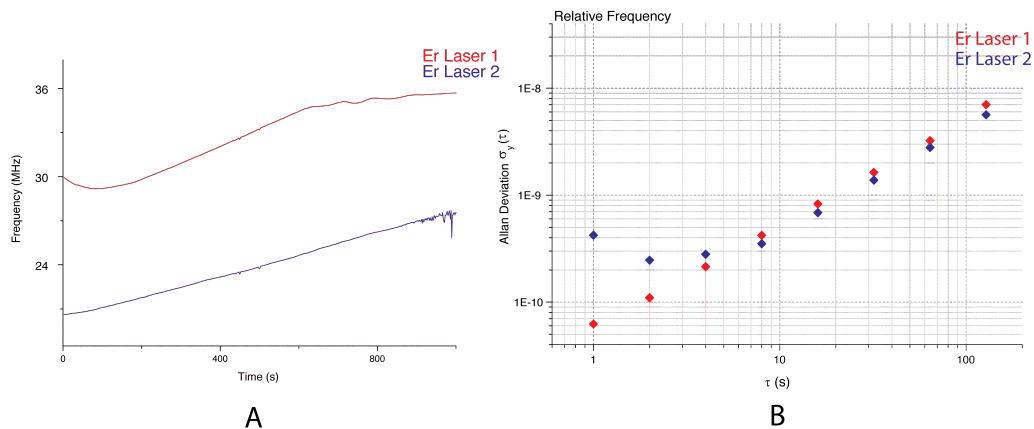 Er Laser 1
Er Laser 2
36
30
24
Frequency (MHz)
0
400
800
Time (s)
A
Relative Frequency
Er Laser 1
Er Laser 2
1E-8
1E-9
1E-10
Allan Deviation σy(τ)
1
10
100
τ (s)
B